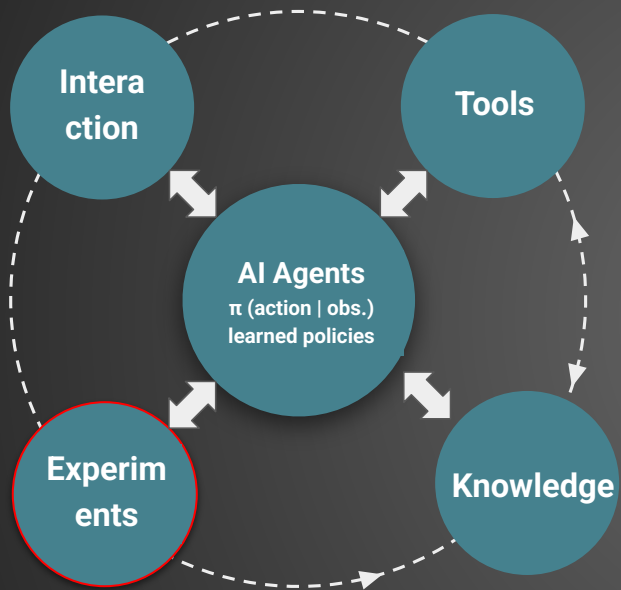 Intera
ction
Tools
AI Agents
π (action | obs.)
learned policies
Experim
ents
Knowledge